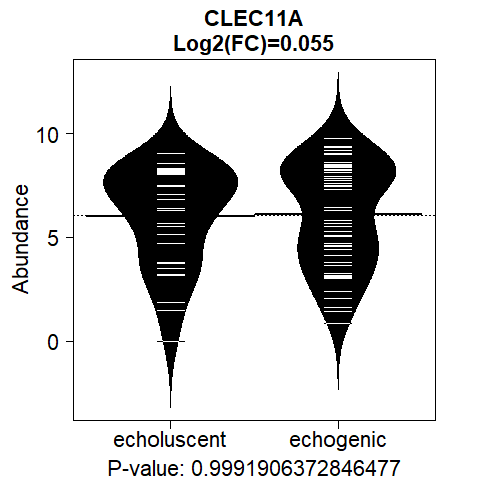 CLEC11A
Log2(FC)=0.055
Abundance
10
5
0
echoluscent echogenic
P-value: 0.9991906372846477